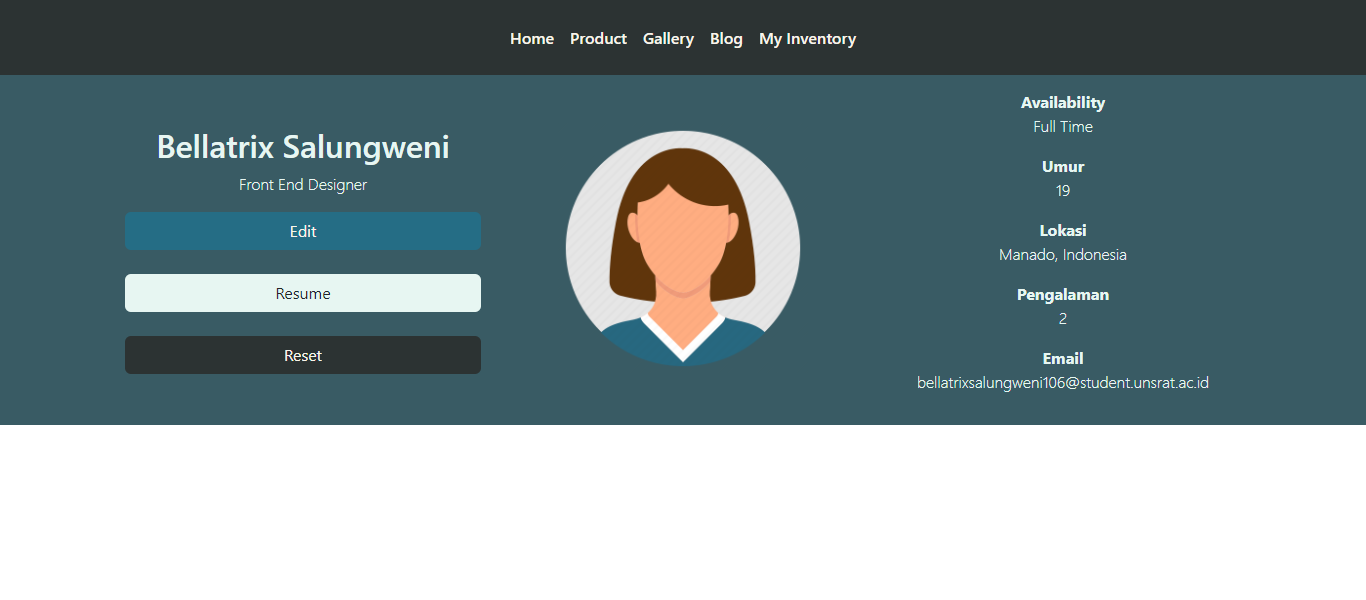 Home Product Gallery Blog My Inventory
Bellatrix Salungweni
Front End Designer
Edit
Resume
Reset
Availability
Full Time
Umur
19
Lokasi
Manado, Indonesia
Pengalaman
2
Email
bellatrixsalungweni106@student.unsrat.ac.id